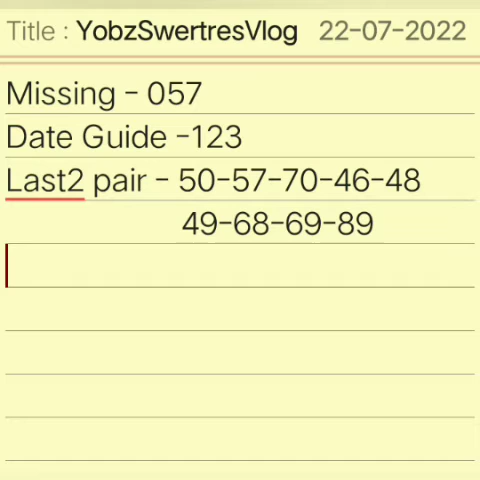 Title : YobzSwertresVlog 22-07-2022
Missing - 057
Date Guide -123
Last2 pair - 50-57-70-46-48
49-68-69-89